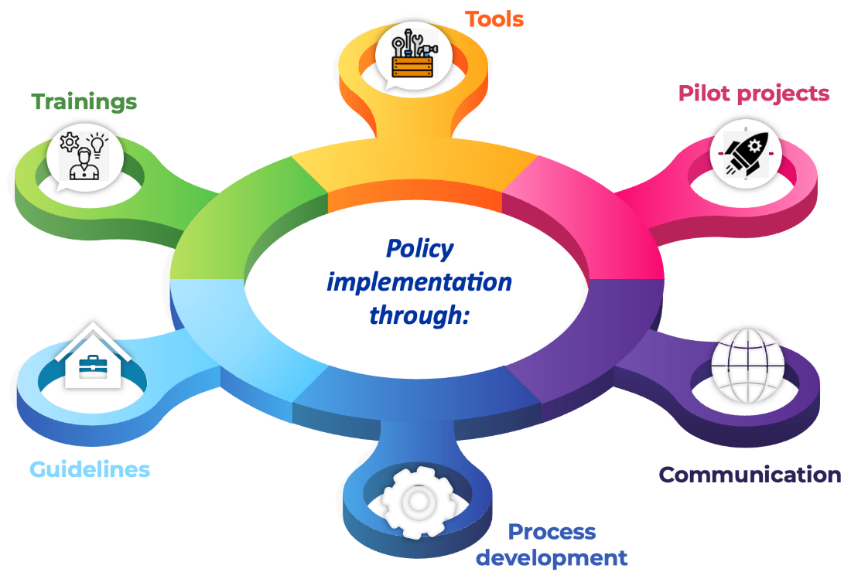 Tools
Trainings
Pilot projects
Policy
implementation
through:
Guidelines
Communication
Process
development